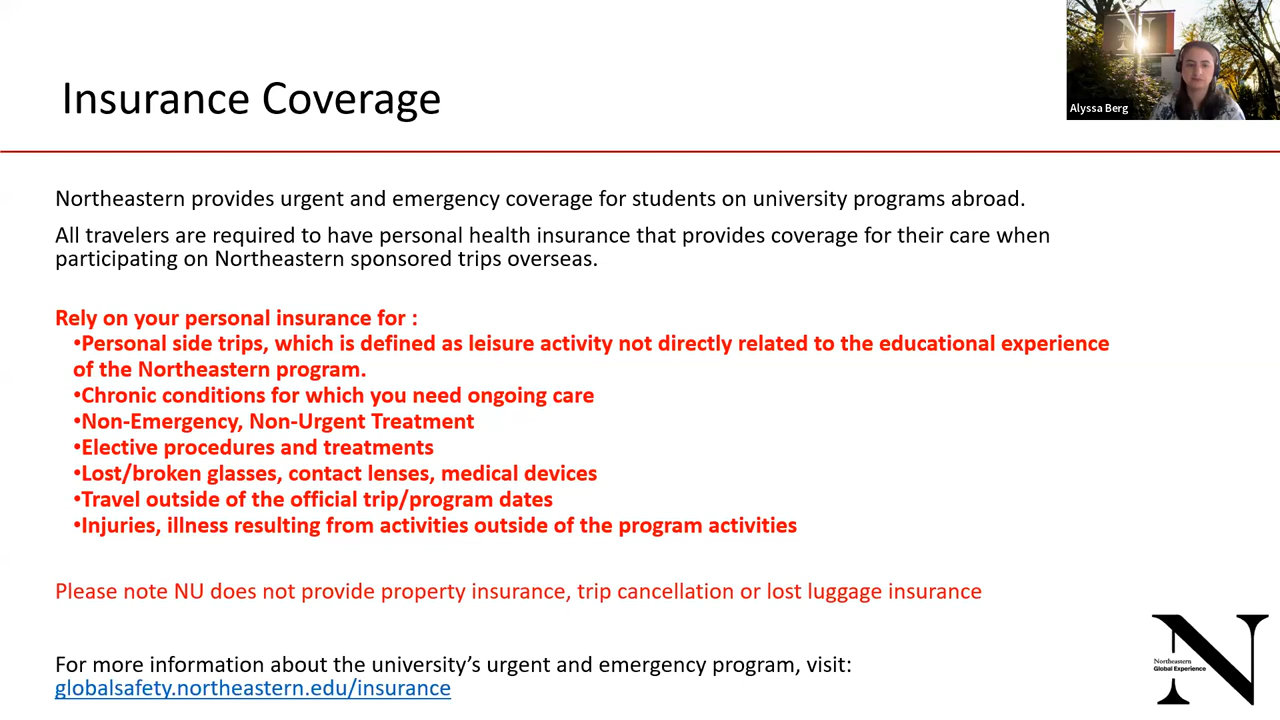 Insurance Coverage
N
Alyssa Berg
Northeastern provides urgent and emergency coverage for students on university programs abroad.
All travelers are required to have personal health insurance that provides coverage for their care when
participating on Northeastern sponsored trips overseas.
Rely on your personal insurance for :
•Personal side trips, which is defined as leisure activity not directly related to the educational experience
of the Northeastern program.
•Chronic conditions for which you need ongoing care
•Non-Emergency, Non-Urgent Treatment
•Elective procedures and treatments
•Lost/broken glasses, contact lenses, medical devices
•Travel outside of the official trip/program dates
•Injuries, illness resulting from activities outside of the program activities
Please note NU does not provide property insurance, trip cancellation or lost luggage insurance
For more information about the university’s urgent and emergency program, visit:
globalsafety.northeastern.edu/insurance
N
Northeastern
Global Experience